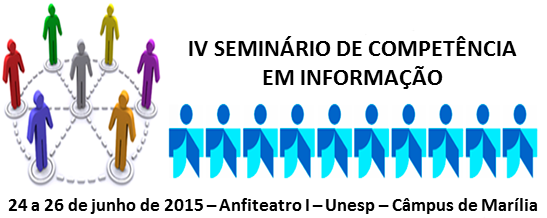 IV SEMINÁRIO DE COMPETÊNCIA
EM INFORMAÇÃO
24 a 26 de junho de 2015 – Anfiteatro I – Unesp – Câmpus de Marília